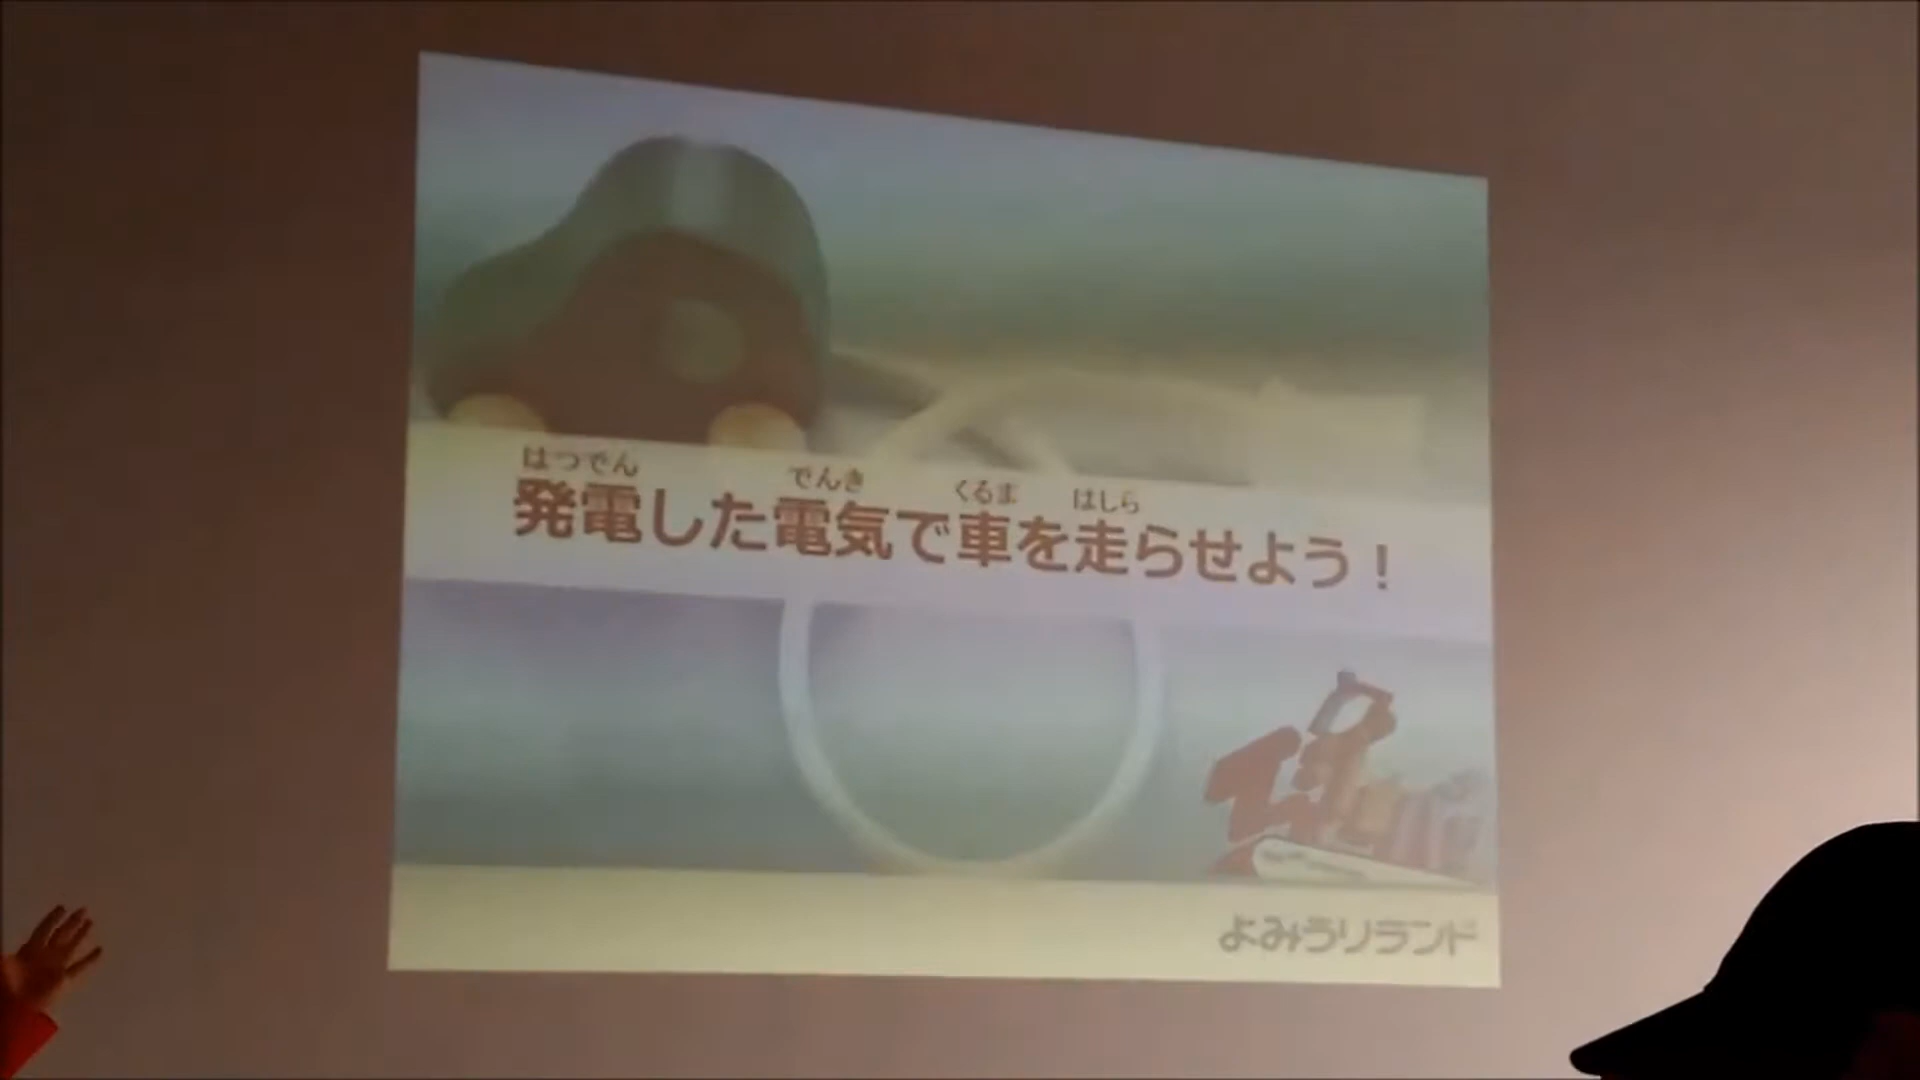 はつでん でんき くるま はしら
発電した電気で車を走らせよう！
よみうりランド